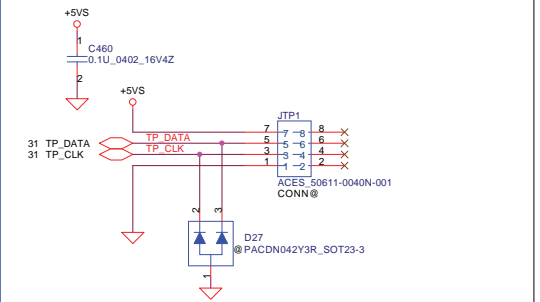 +5VS
1
C460
0.1U_0402_16V4Z
2
+5VS
JTP1
7 7 8 8
31 TP_DATA TP_DATA 5 5 6 6
31 TP_CLK TP_CLK 3 3 4 4
1 1 2 2
ACES_50611-0040N-001
CONN@
2 3
D27
@PACDN042Y3R_SOT23-3
1